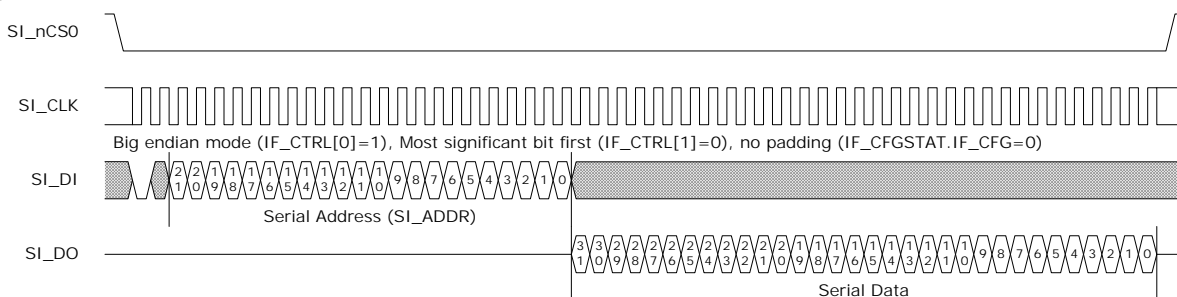 SI_nCS0
SI_CLK
Big endian mode (IF_CTRL[0]=1), Most significant bit first (IF_CTRL[1]=0), no padding (IF_CFGSTAT.IF_CFG=0)
SI_DI
21 20 19 18 17 16 15 14 13 12 11 10 9 8 7 6 5 4 3 2 1 0
Serial Address (SI_ADDR)
SI_DO
31 30 29 28 27 26 25 24 23 22 21 20 19 18 17 16 15 14 13 12 11 10 9 8 7 6 5 4 3 2 1 0
Serial Data